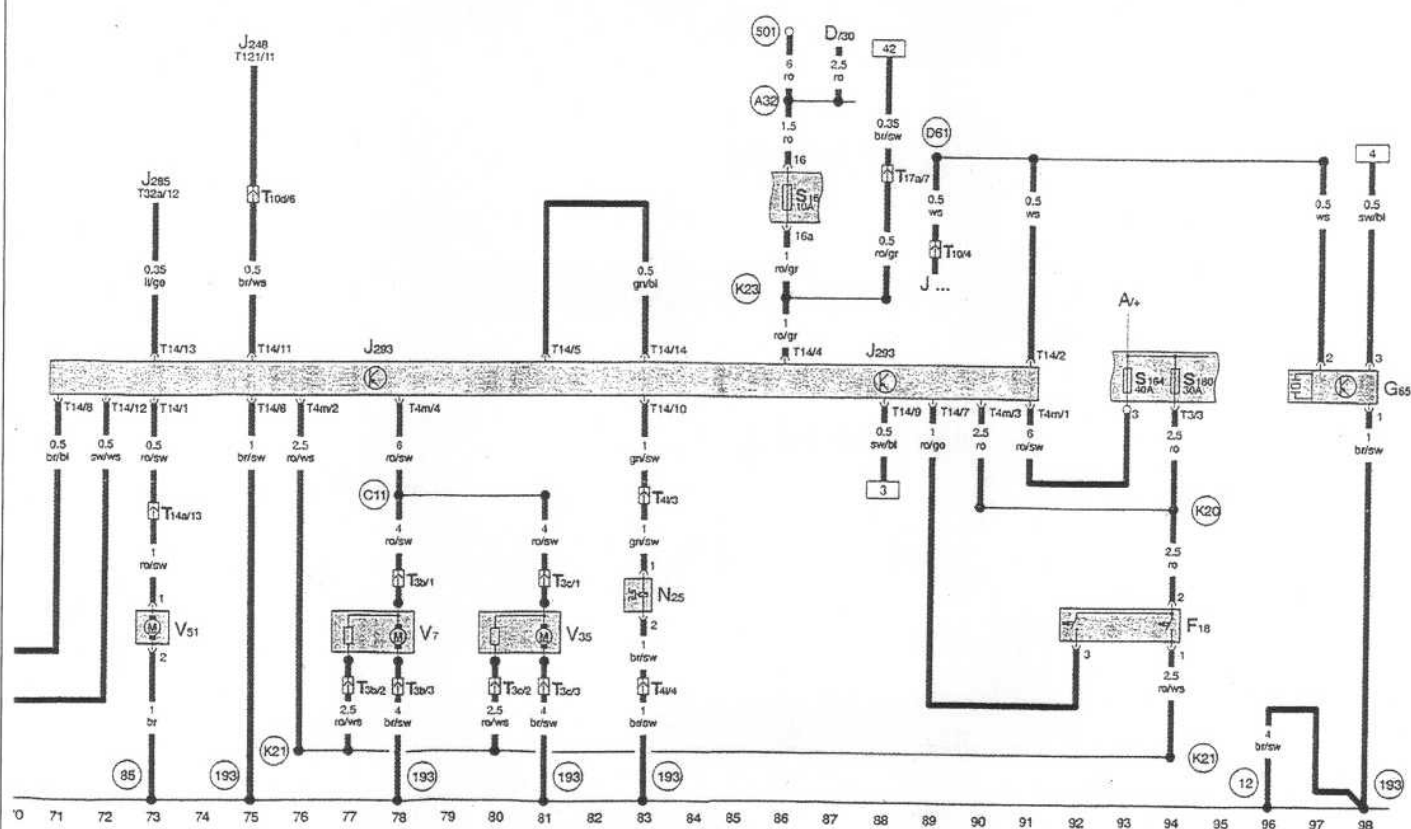 J248
T121/11
501
D/30
42
6
ro
2.5
ro
A32
0.35
br/sw
D61
1.5
ro
4
J285
T32a/12
16
T17a/7
T10d/6
S16
10A
0.5
ws
0.5
ws
0.5
ws
0.5
sw/bl
16a
T10/4
0.35
li/ge
0.5
br/ws
0.5
gn/bl
1
ro/gr
0.5
ro/gr
J ...
K23
A/+
1
ro/gr
T14/13
T14/11
J293
T14/5
T14/14
T14/4
J293
T14/2
2
3
K
K
S164
40A
S180
30A
K
G65
T14/8
T14/12
T14/1
T14/6
T4m/2
T4m/4
T14/10
T14/9
T14/7
T4m/3
T4m/1
3
T3/3
1
0.5
br/bl
0.5
sw/ws
0.5
ro/sw
1
br/sw
2.5
ro/ws
6
ro/sw
1
gn/sw
0.5
sw/bl
1
ro/ge
2.5
ro
6
ro/sw
2.5
ro
1
br/sw
C11
T4l/3
3
T14a/13
K20
4
ro/sw
4
ro/sw
1
gn/sw
1
ro/sw
2.5
ro
T3b/1
T3c/1
1
N25
1
2
2
M
V51
M
V7
M
V35
F18
2
1
br/sw
3
1
T3b/2
T3b/3
T3c/2
T3c/3
T4l/4
2.5
ro/ws
1
br
2.5
ro/ws
4
br/sw
2.5
ro/ws
4
br/sw
1
br/sw
4
br/sw
K21
K21
85
193
193
193
193
12
193
71 72 73 74 75 76 77 78 79 80 81 82 83 84 85 86 87 88 89 90 91 92 93 94 95 96 97 98